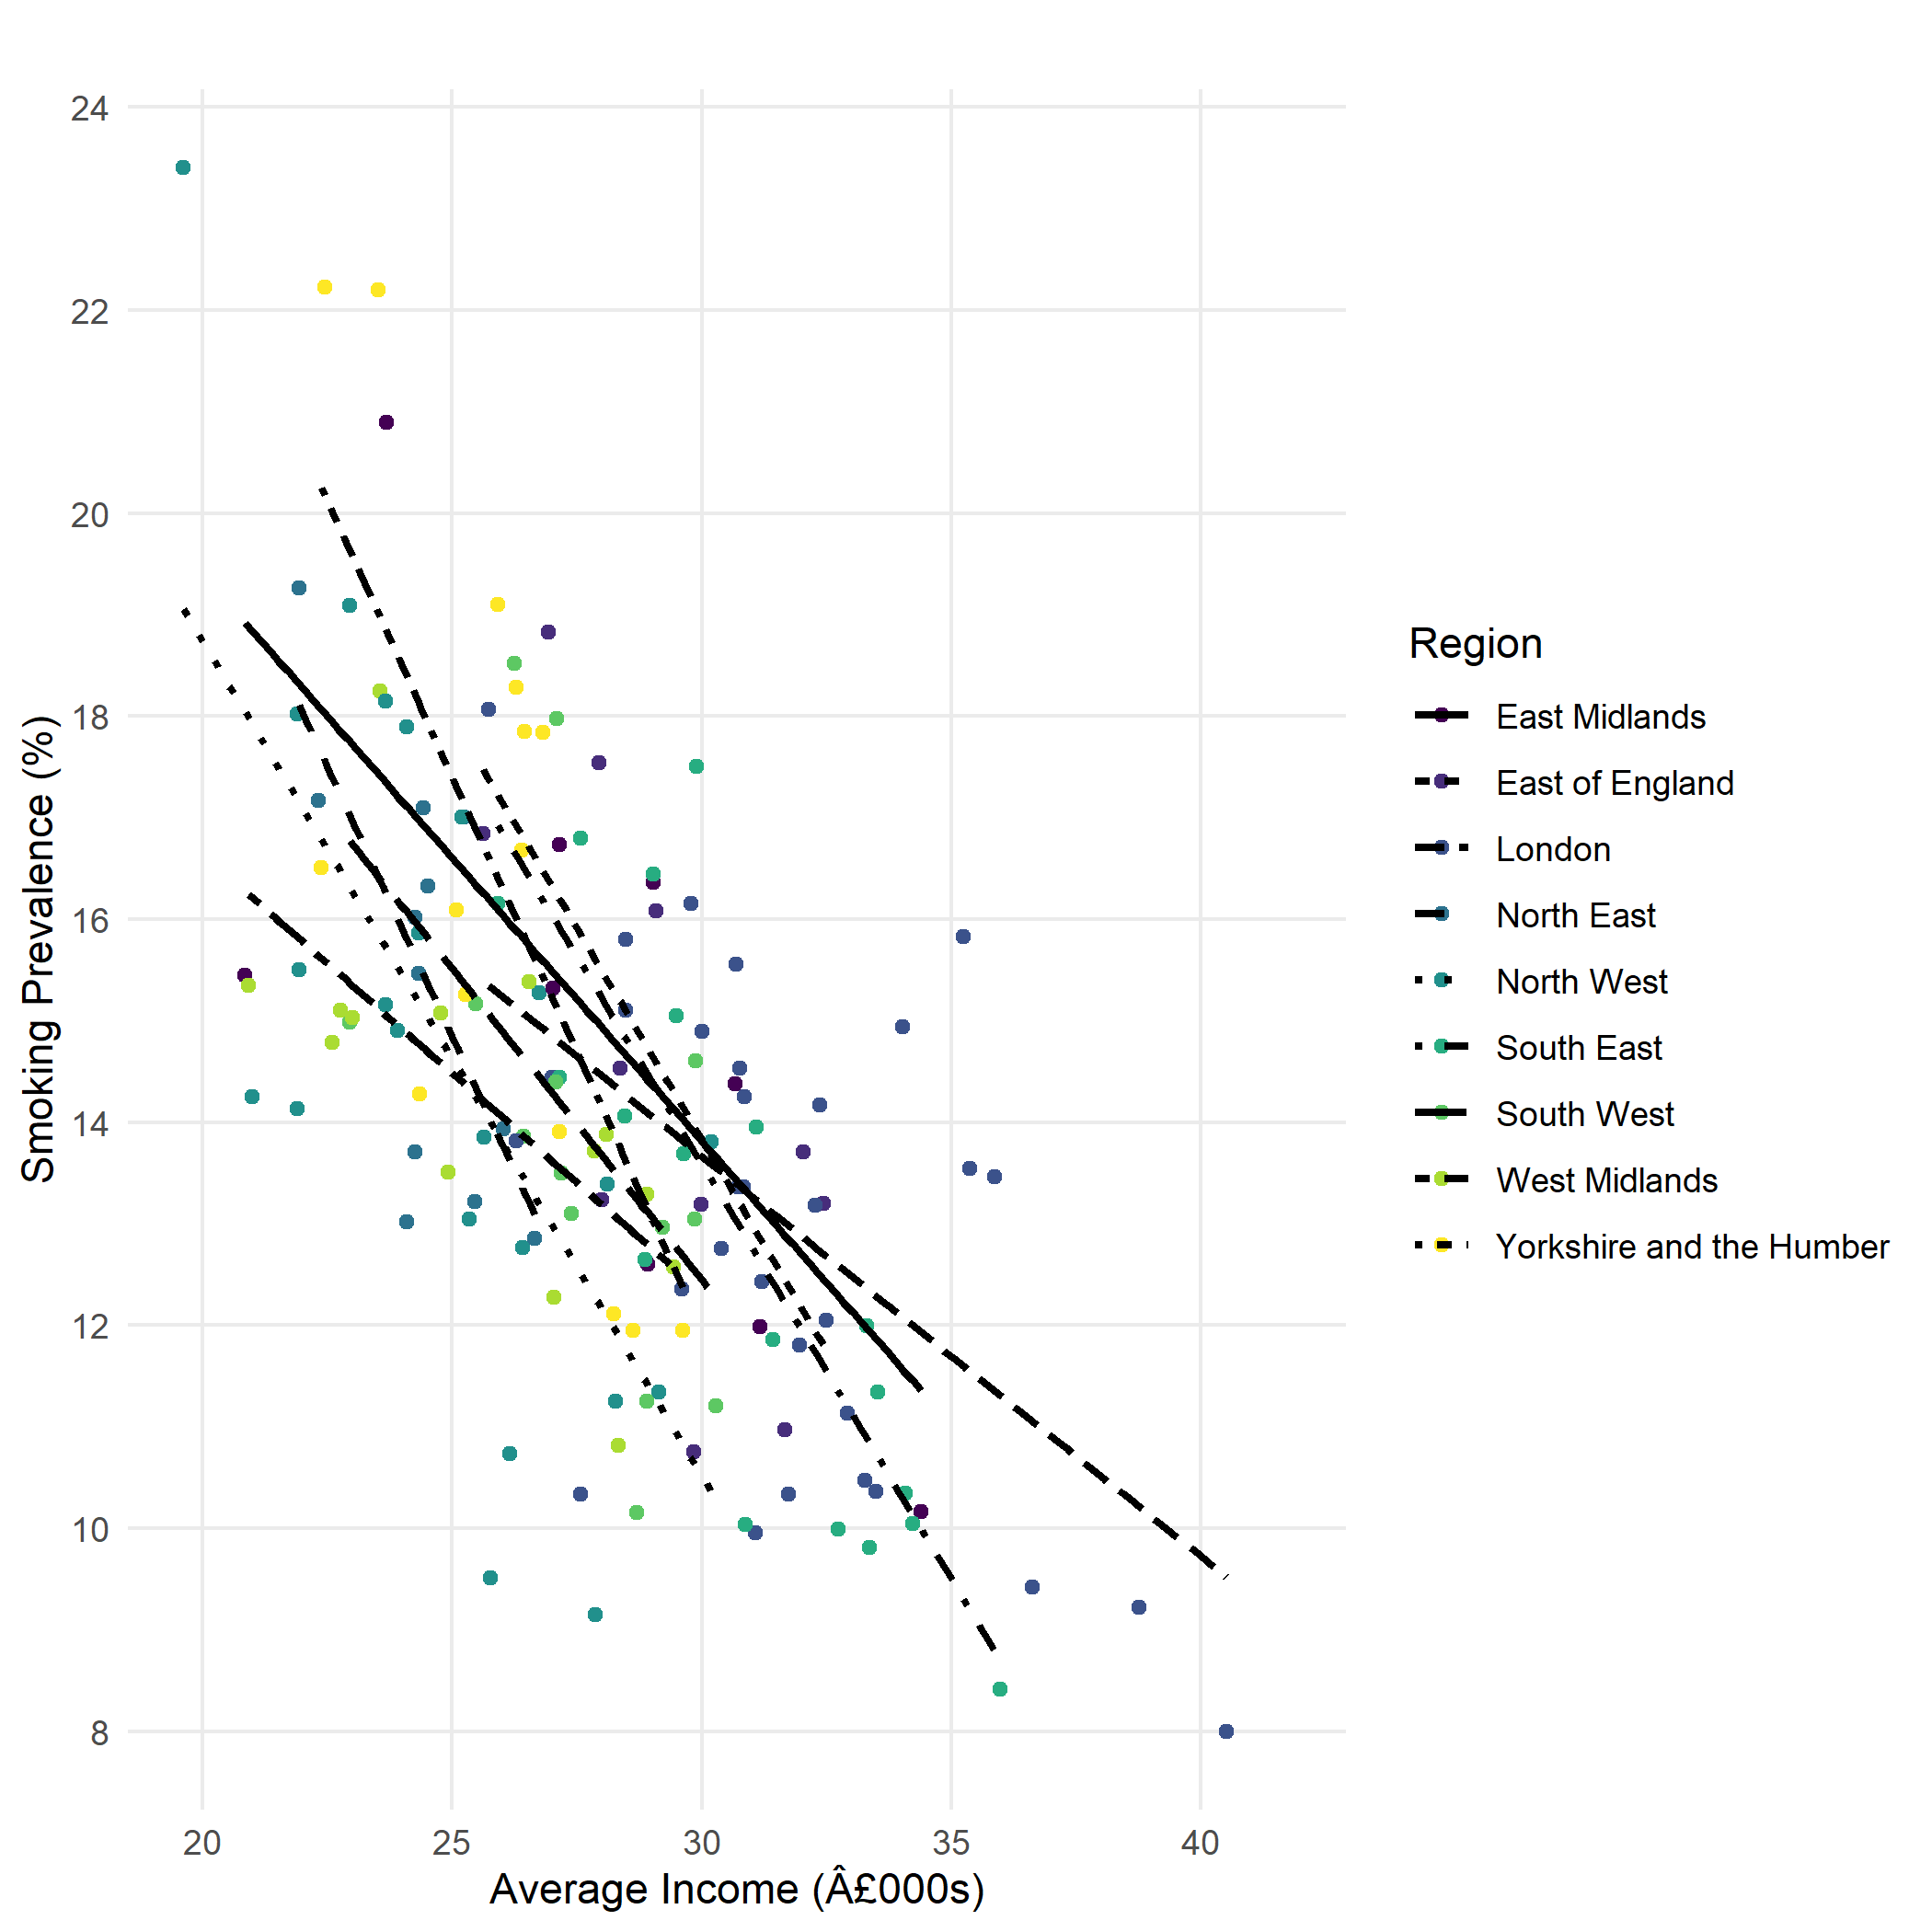 24
22
20
18
16
14
12
10
8
Smoking Prevalence (%)
20 25 30 35 40
Average Income (Â£000s)
Region
East Midlands
East of England
London
North East
North West
South East
South West
West Midlands
Yorkshire and the Humber